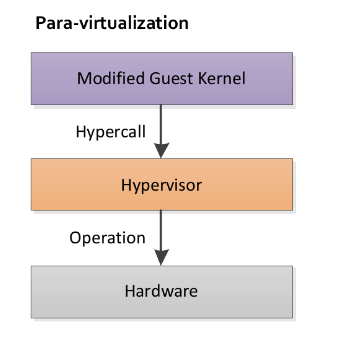 Para-virtualization
Modified Guest Kernel
Hypercall
Hypervisor
Operation
Hardware